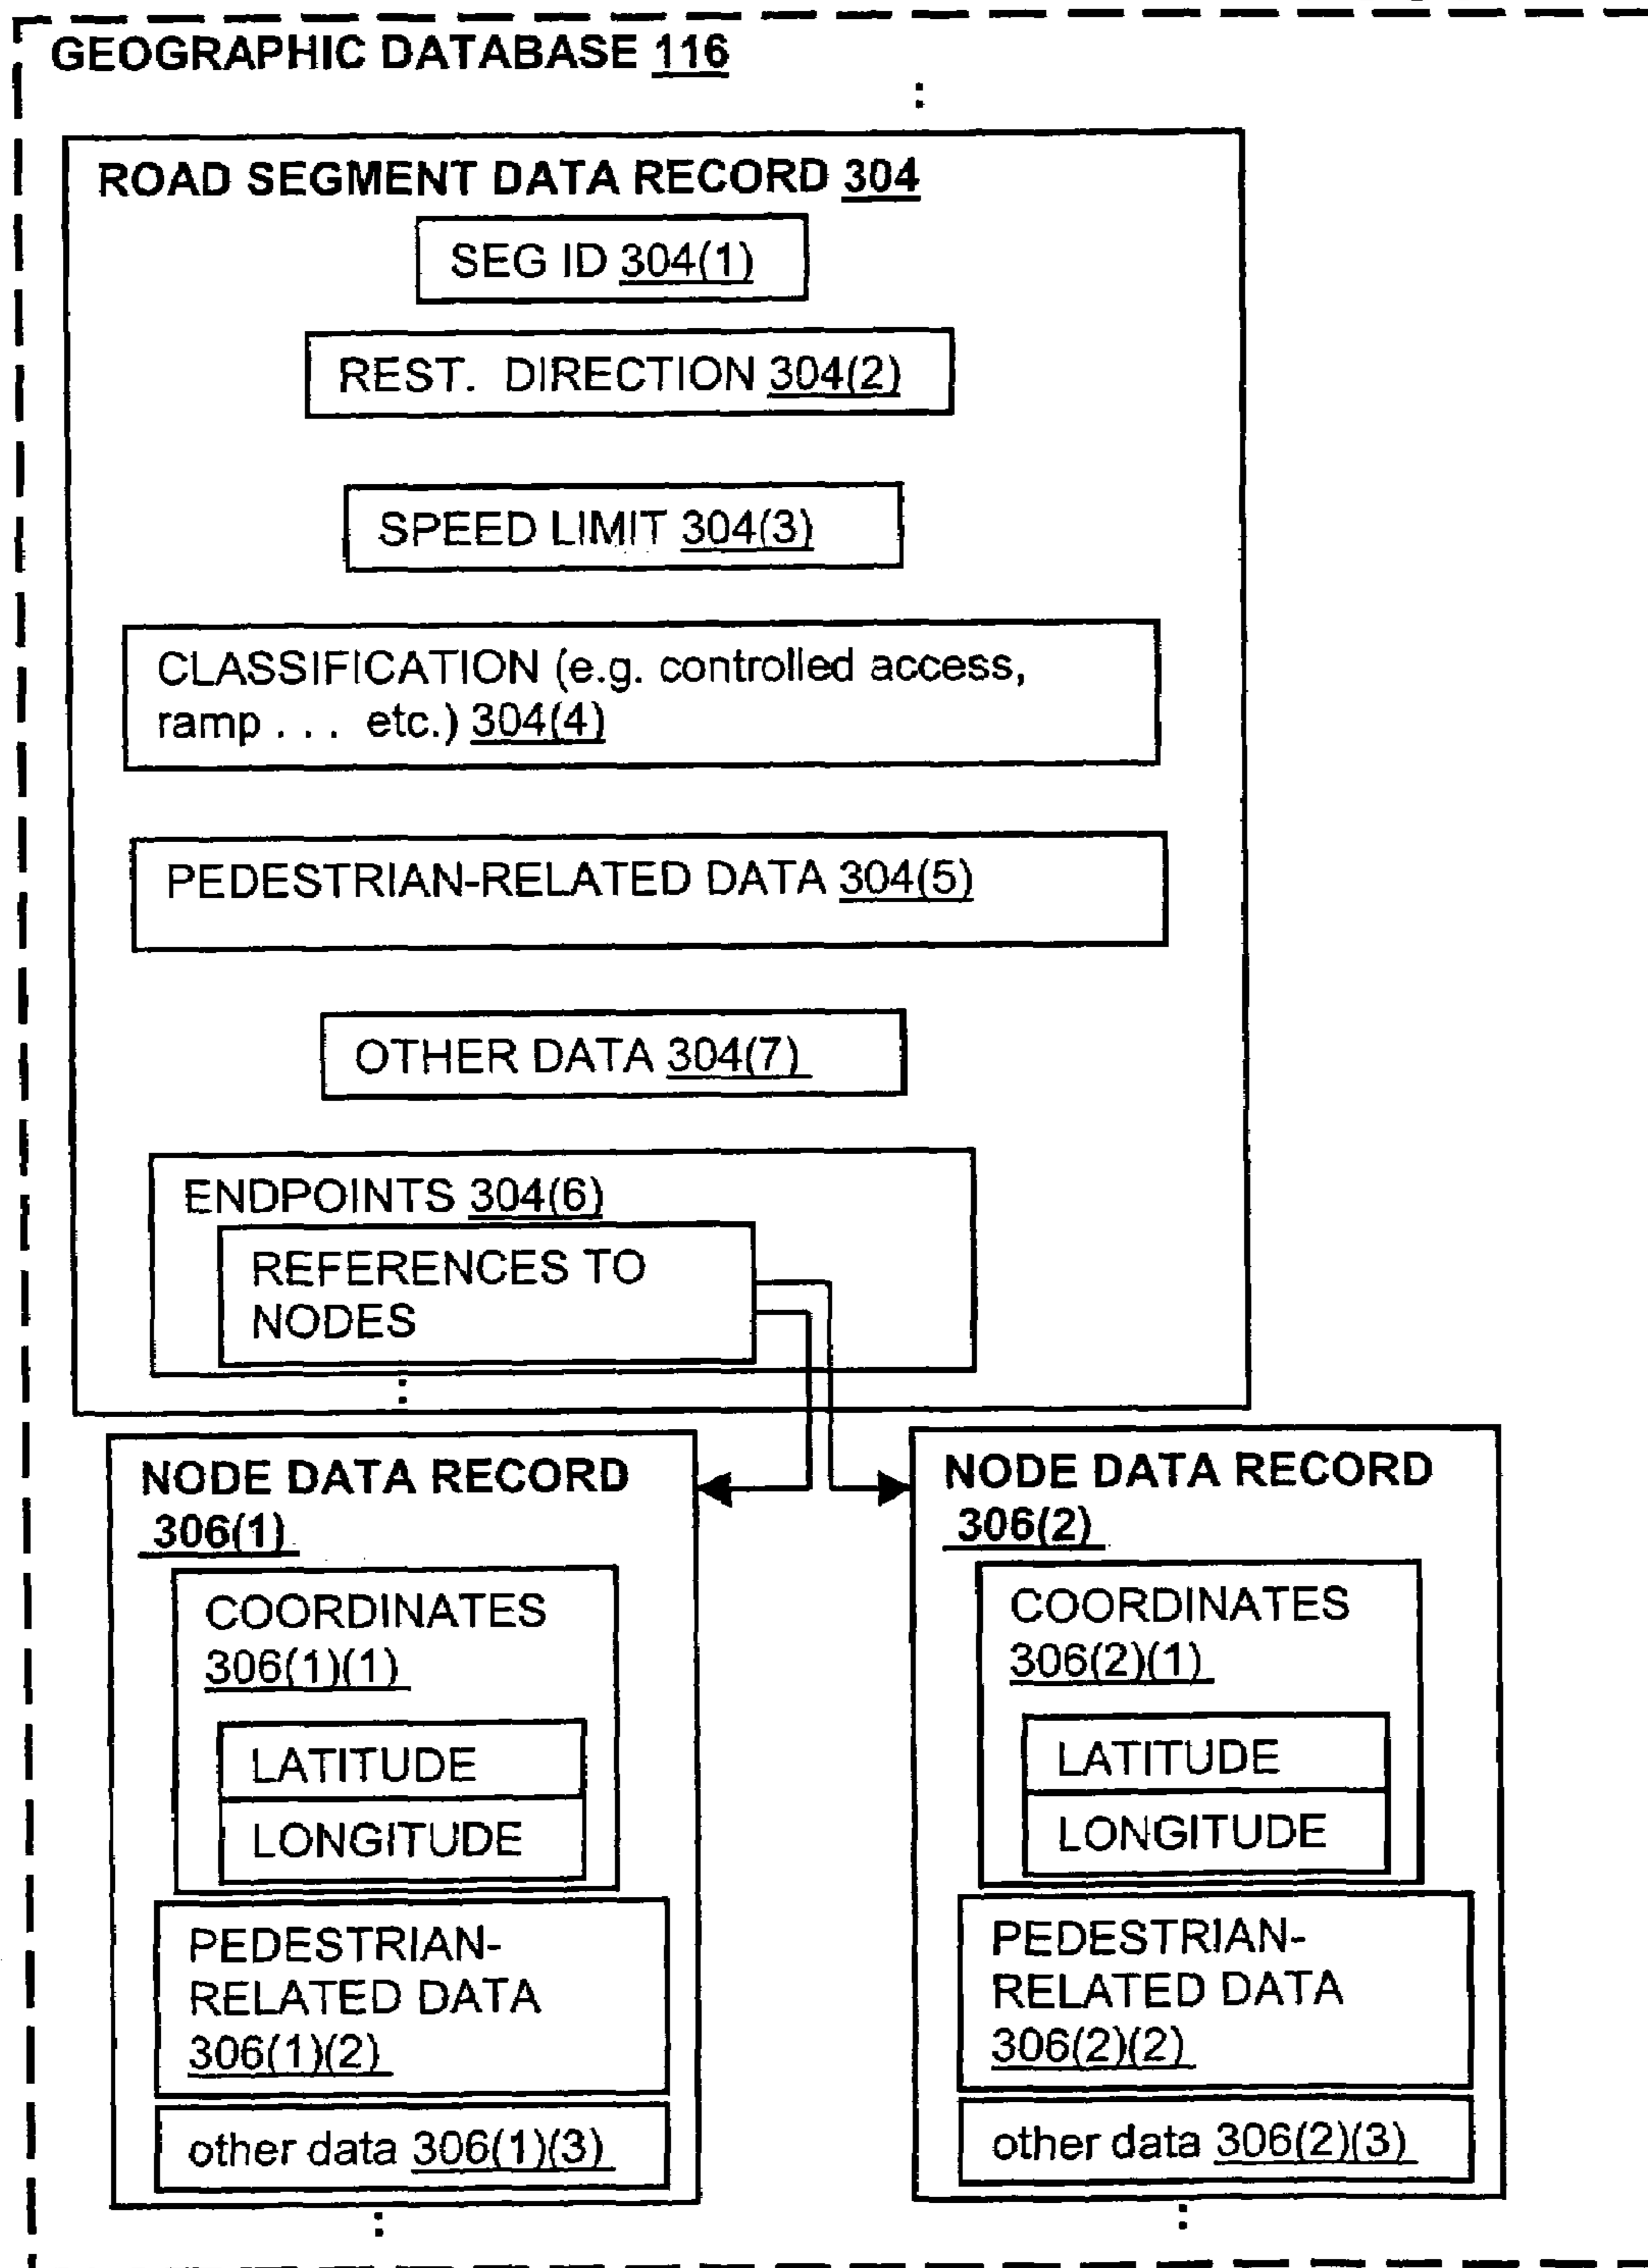 GEOGRAPHIC DATABASE 116
ROAD SEGMENT DATA RECORD 304
SEG ID 304(1)
REST. DIRECTION 304(2)
SPEED LIMIT 304(3)
CLASSIFICATION (e.g. controlled access,
ramp . . . etc.) 304(4)
PEDESTRIAN-RELATED DATA 304(5)
OTHER DATA 304(7)
ENDPOINTS 304(6)
REFERENCES TO
NODES
NODE DATA RECORD
306(1)
COORDINATES
306(1)(1)
LATITUDE
LONGITUDE
PEDESTRIAN-
RELATED DATA
306(1)(2)
other data 306(1)(3)
NODE DATA RECORD
306(2)
COORDINATES
306(2)(1)
LATITUDE
LONGITUDE
PEDESTRIAN-
RELATED DATA
306(2)(2)
other data 306(2)(3)